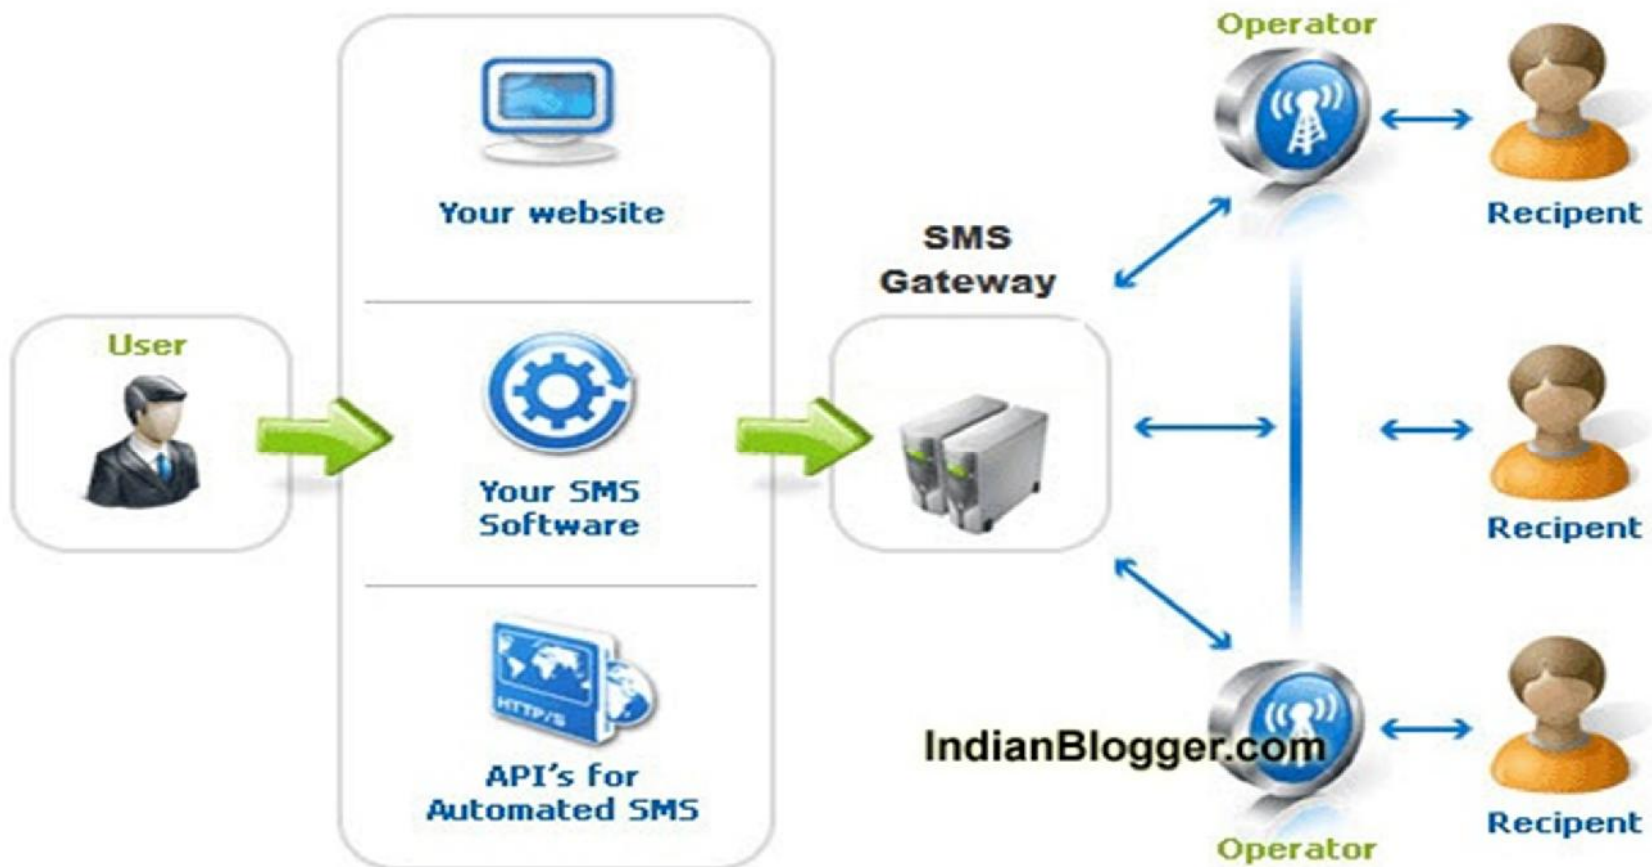 Operator
Recipent
Your website
SMS
Gateway
User
Your SMS
Software
Recipent
HTTP/S
API's for
Automated SMS
IndianBlogger.com
Operator
Recipent